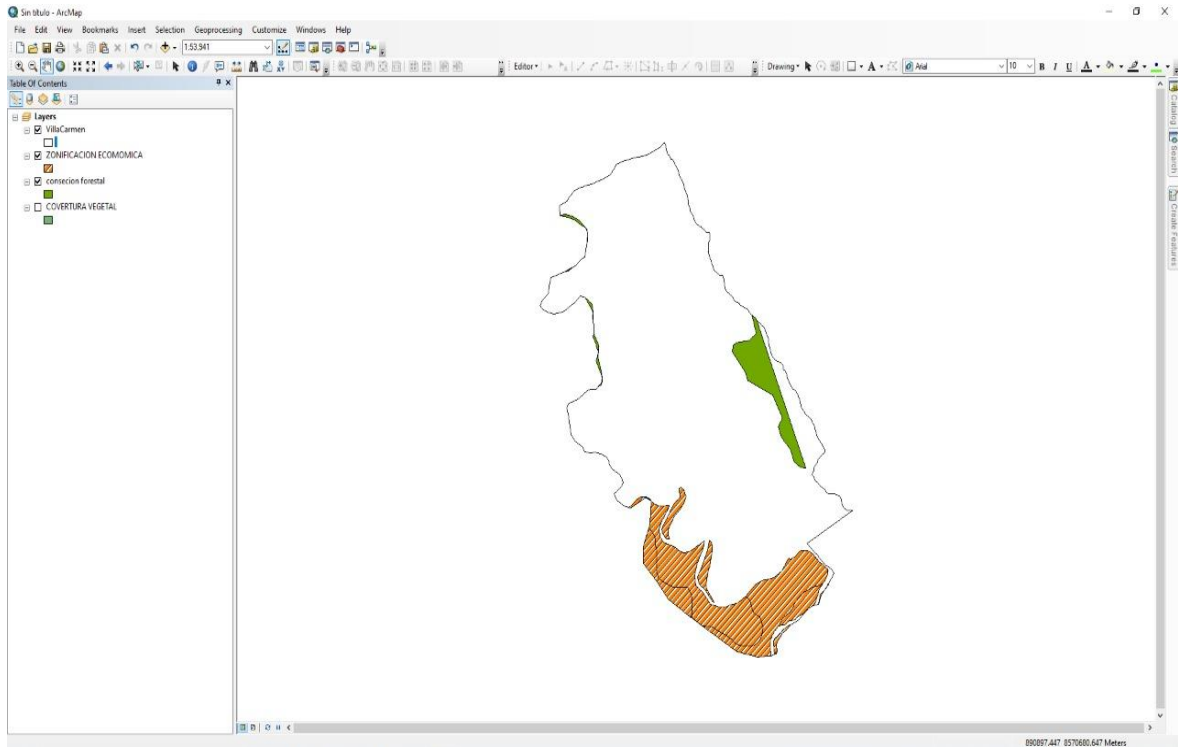 Sin título - ArcMap
File Edit View Bookmarks Insert Selection Geoprocessing Customize Windows Help
1:53.941
Editor Drawing Arial 10 B I U A
Table Of Contents
Layers
VillaCarmen
ZONIFICACION ECOMOMICA
consecion forestal
COVERTURA VEGETAL
Catalog
Search
Create Features
890897.447 8570680.647 Meters